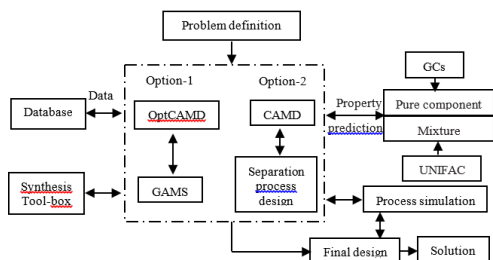 Problem definition
Option-1
Option-2
GCs
Database
Data
OptCAMD
CAMD
Property
prediction
Pure component
Mixture
UNIFAC
Synthesis
Tool-box
GAMS
Separation
process
design
Process simulation
Final design
Solution